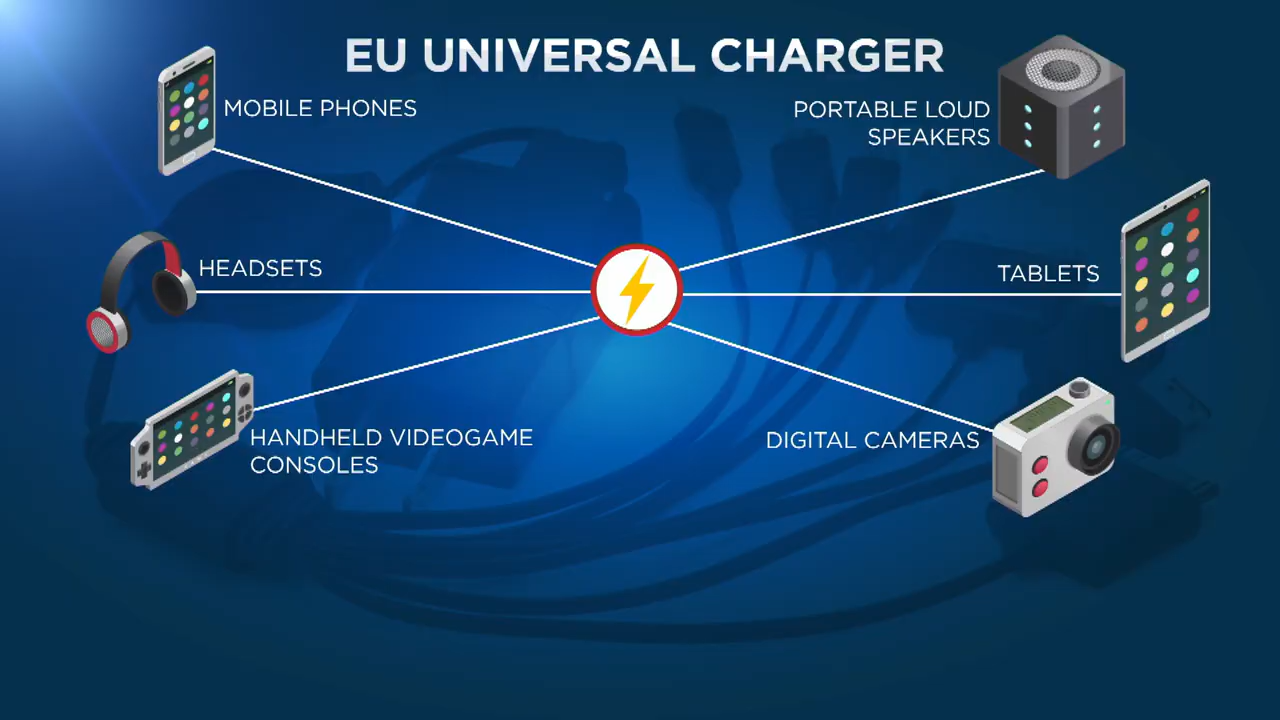 EU UNIVERSAL CHARGER
MOBILE PHONES
PORTABLE LOUD
SPEAKERS
HEADSETS
TABLETS
HANDHELD VIDEOGAME
CONSOLES
DIGITAL CAMERAS